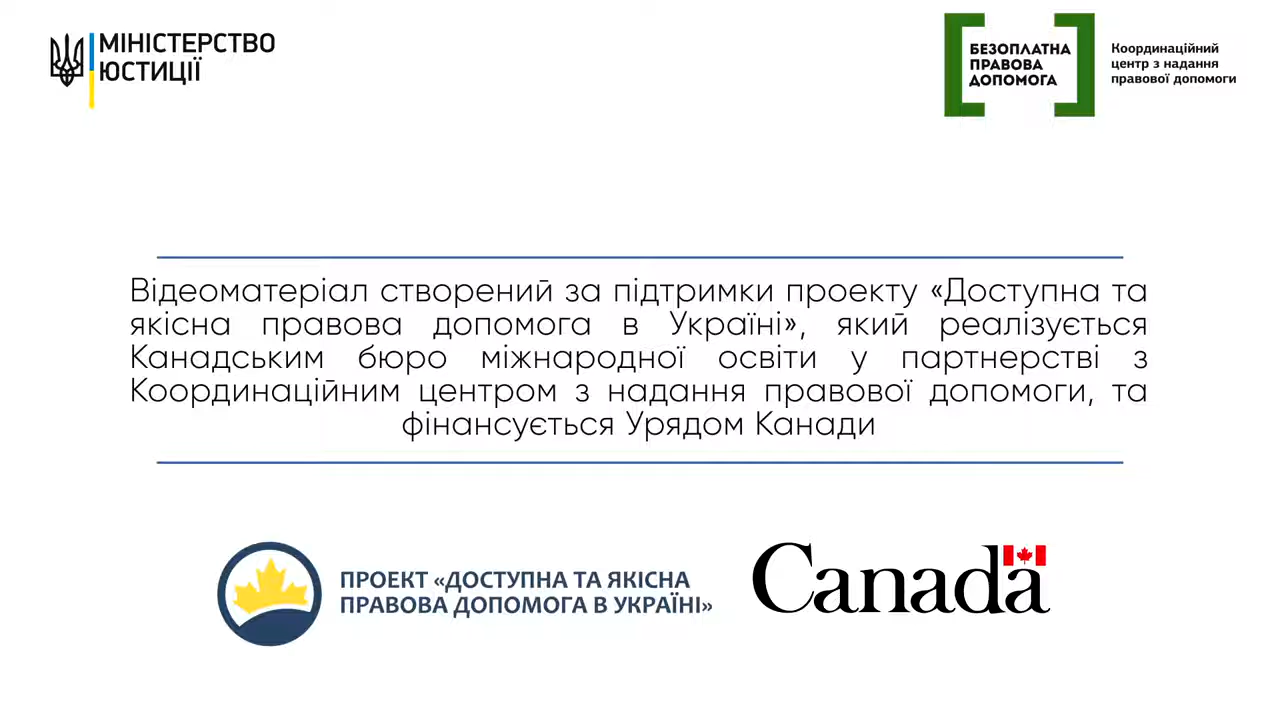 МІНІСТЕРСТВО
ЮСТИЦІЇ
БЕЗОПЛАТНА
ПРАВОВА
ДОПОМОГА
Координаційний
центр з надання
правової допомоги
Відеоматеріал створений за підтримки проекту «Доступна та
якісна правова допомога в Україні», який реалізується
Канадським бюро міжнародної освіти у партнерстві з
Координаційним центром з надання правової допомоги, та
фінансується Урядом Канади
ПРОЕКТ «ДОСТУПНА ТА ЯКІСНА
ПРАВОВА ДОПОМОГА В УКРАЇНІ»
Canada